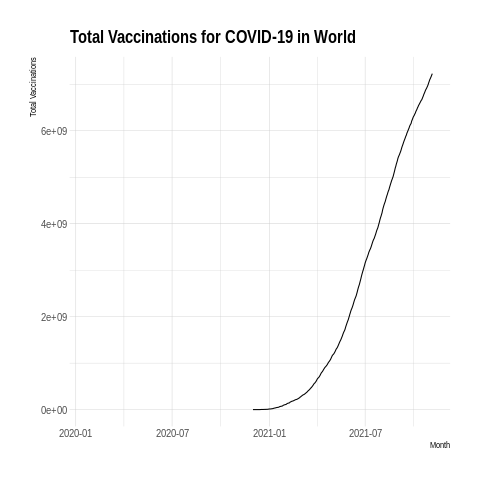 Total Vaccinations for COVID-19 in World
Total Vaccinations
6e+09
4e+09
2e+09
0e+00
2020-01 2020-07 2021-01 2021-07
Month